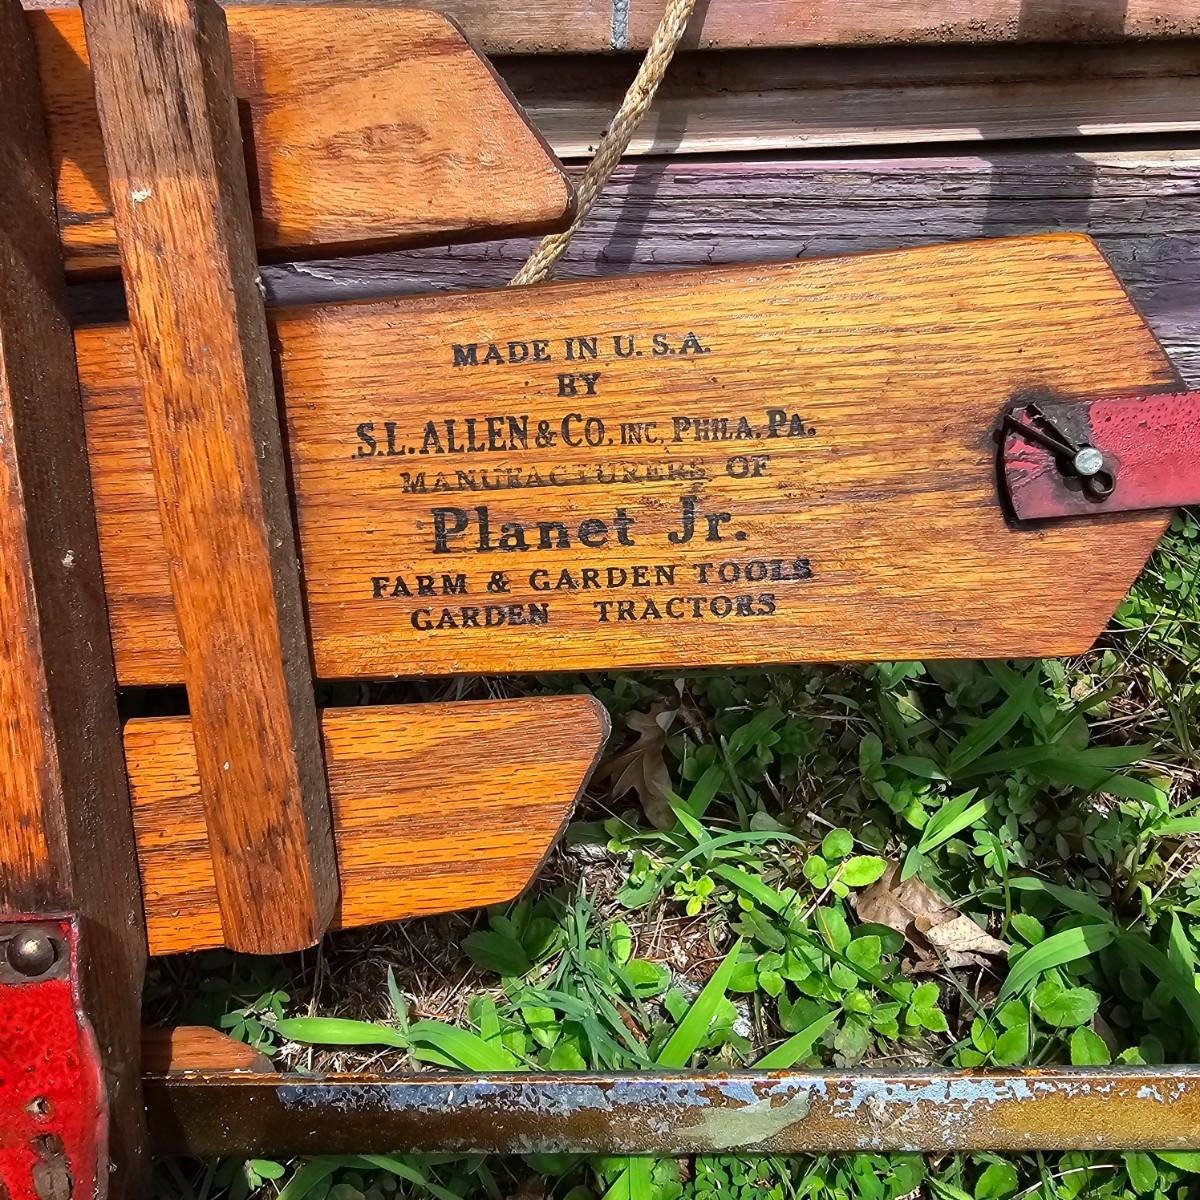 MADE IN U.S.A.
BY
S.L. ALLEN & CO. INC. PHILA. PA.
MANUFACTURERS OF
Planet Jr.
FARM & GARDEN TOOLS
GARDEN TRACTORS